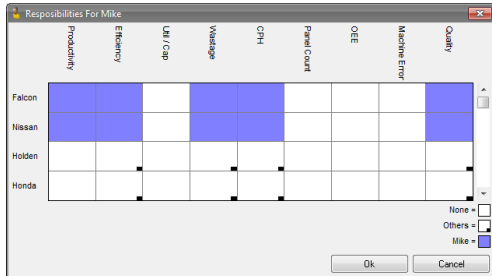 Resposibilities For Mike
Productivity
Efficiency
Util / Cap
Wastage
CPH
Panel Count
OEE
Machine Error
Quality
Falcon
Nissan
Holden
Honda
None =
Others =
Mike =
Ok
Cancel